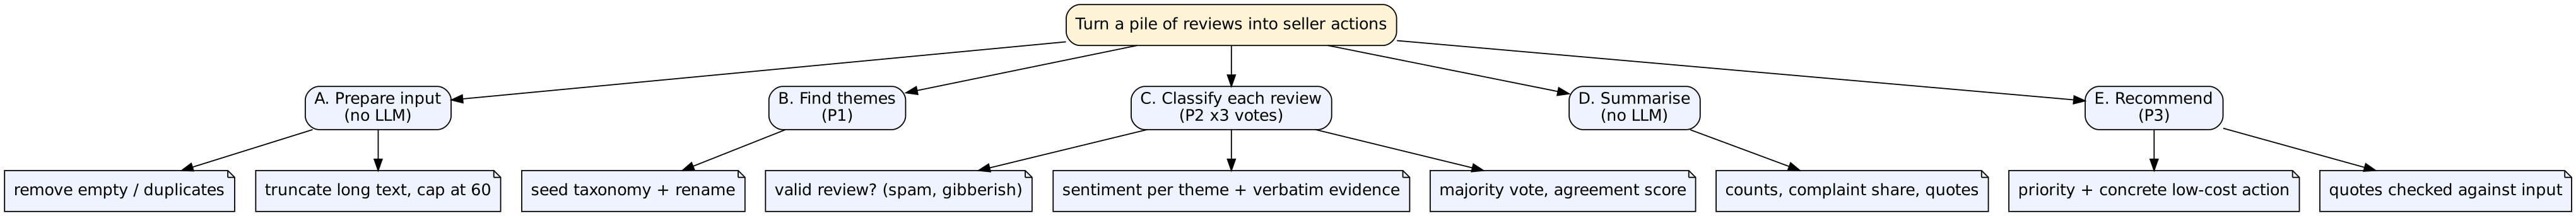 Turn a pile of reviews into seller actions
A. Prepare input
(no LLM)
B. Find themes
(P1)
C. Classify each review
(P2 x3 votes)
D. Summarise
(no LLM)
E. Recommend
(P3)
remove empty / duplicates
truncate long text, cap at 60
seed taxonomy + rename
valid review? (spam, gibberish)
sentiment per theme + verbatim evidence
majority vote, agreement score
counts, complaint share, quotes
priority + concrete low-cost action
quotes checked against input